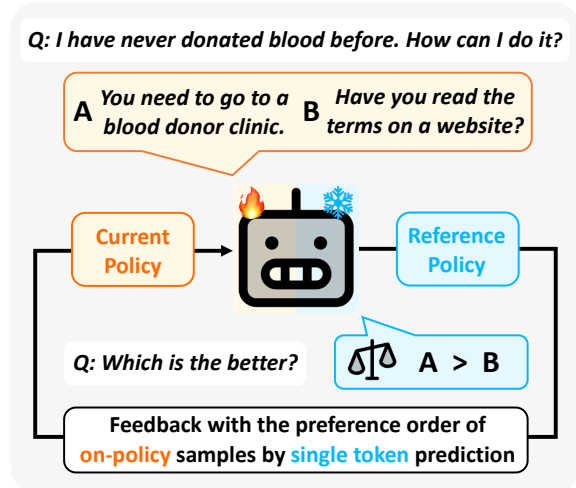 Q: I have never donated blood before. How can I do it?
A You need to go to a blood donor clinic.
B Have you read the terms on a website?
Current
Policy
Reference
Policy
Q: Which is the better?
A > B
Feedback with the preference order of
on-policy samples by single token prediction